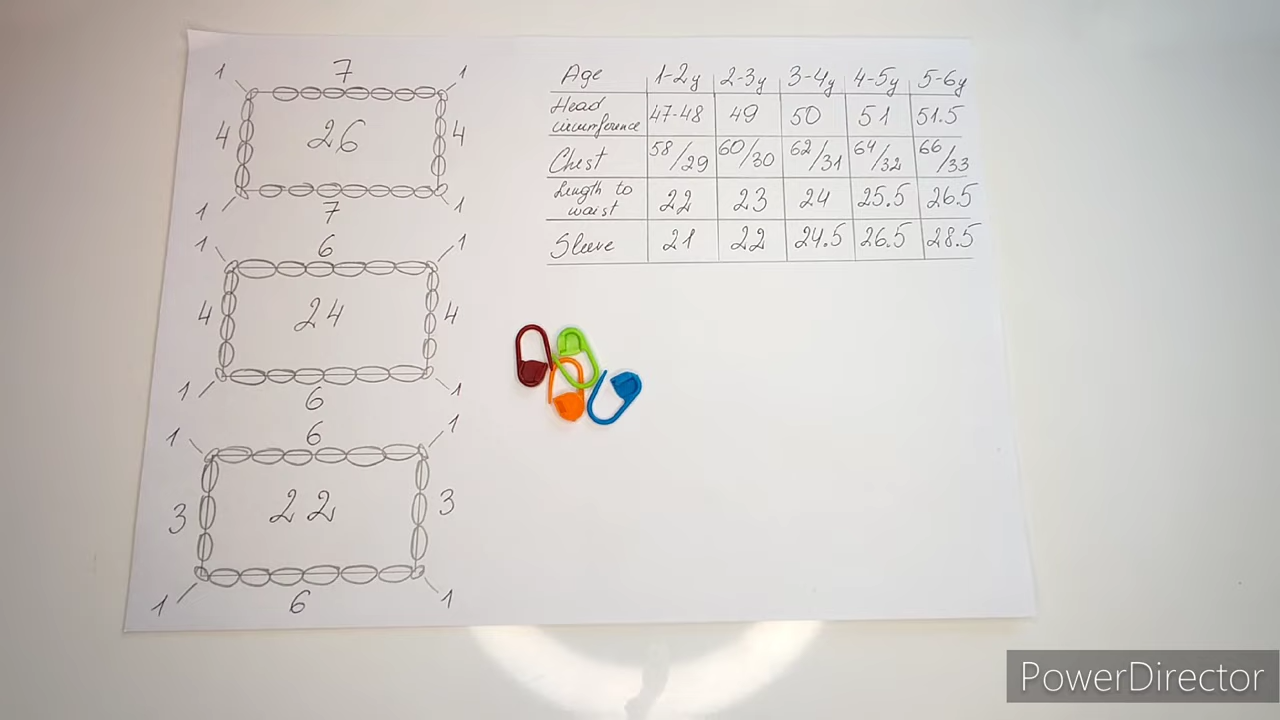 1 7 1
4 26 4
1 7 1
1 6 1
4 24 4
1 6 1
1 6 1
3 22 3
1 6 1
Age 1-2y 2-3y 3-4y 4-5y 5-6y
Head circumference 47-48 49 50 51 51.5
Chest 58/29 60/30 62/31 64/32 66/33
Length to waist 22 23 24 25.5 26.5
Sleeve 21 22 24.5 26.5 28.5
PowerDirector